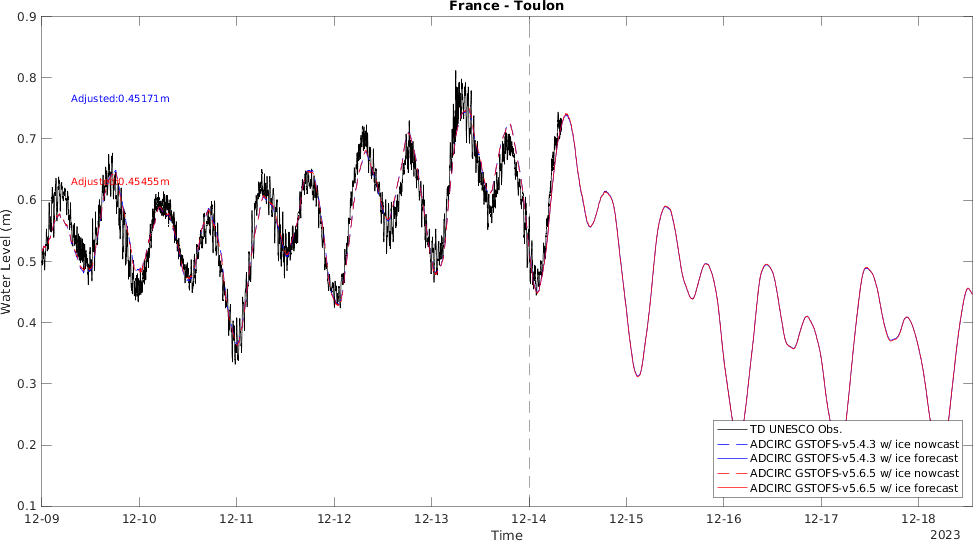 France - Toulon
0.9
0.8
0.7
0.6
0.5
0.4
0.3
0.2
0.1
Water Level (m)
Adjusted:0.45171m
Adjusted:0.45455m
TD UNESCO Obs.
ADCIRC GSTOFS-v5.4.3 w/ ice nowcast
ADCIRC GSTOFS-v5.4.3 w/ ice forecast
ADCIRC GSTOFS-v5.6.5 w/ ice nowcast
ADCIRC GSTOFS-v5.6.5 w/ ice forecast
12-09 12-10 12-11 12-12 12-13 12-14 12-15 12-16 12-17 12-18
Time
2023